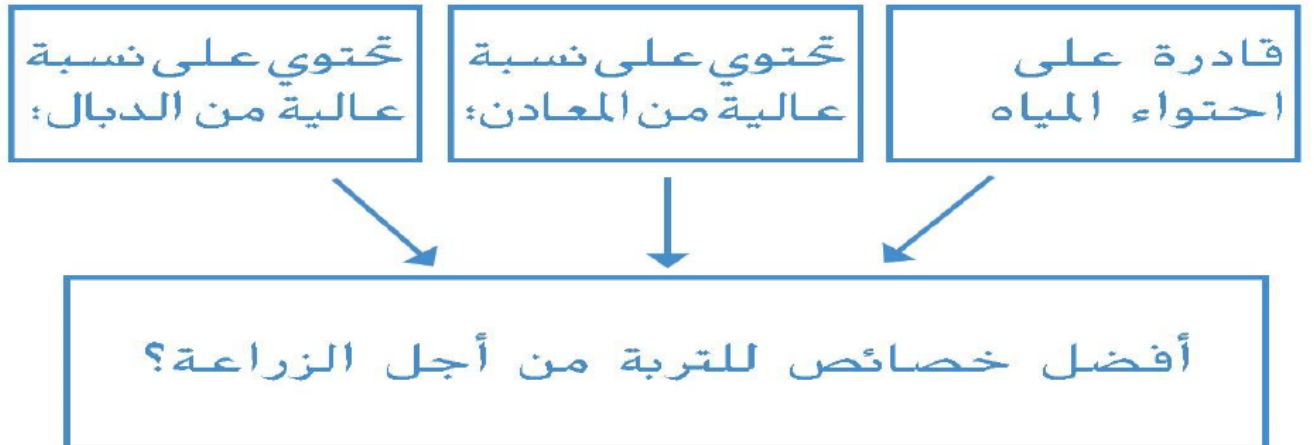 قادرة على
احتواء المياه
تحتوي على نسبة
عالية من المعادن؛
تحتوي على نسبة
عالية من الدبال؛
أفضل خصائص للتربة من أجل الزراعة؟